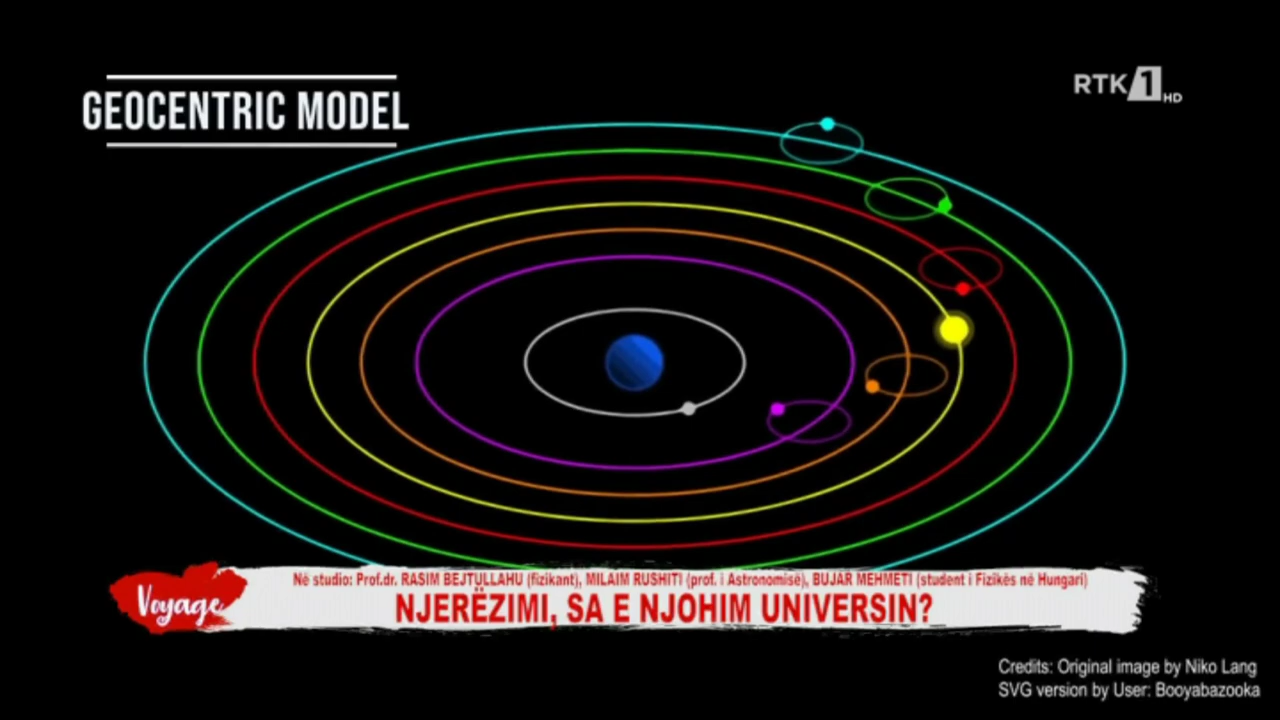 GEOCENTRIC MODEL
RTK 1 HD
Në studio: Prof.dr. RASIM BEJTULLAHU (fizikant), MILAIM RUSHITI (prof. i Astronomisë), BUJAR MEHMETI (student i Fizikës në Hungari)
Voyage
NJERËZIMI, SA E NJOHIM UNIVERSIN?
Credits: Original image by Niko Lang
SVG version by User: Booyabazooka